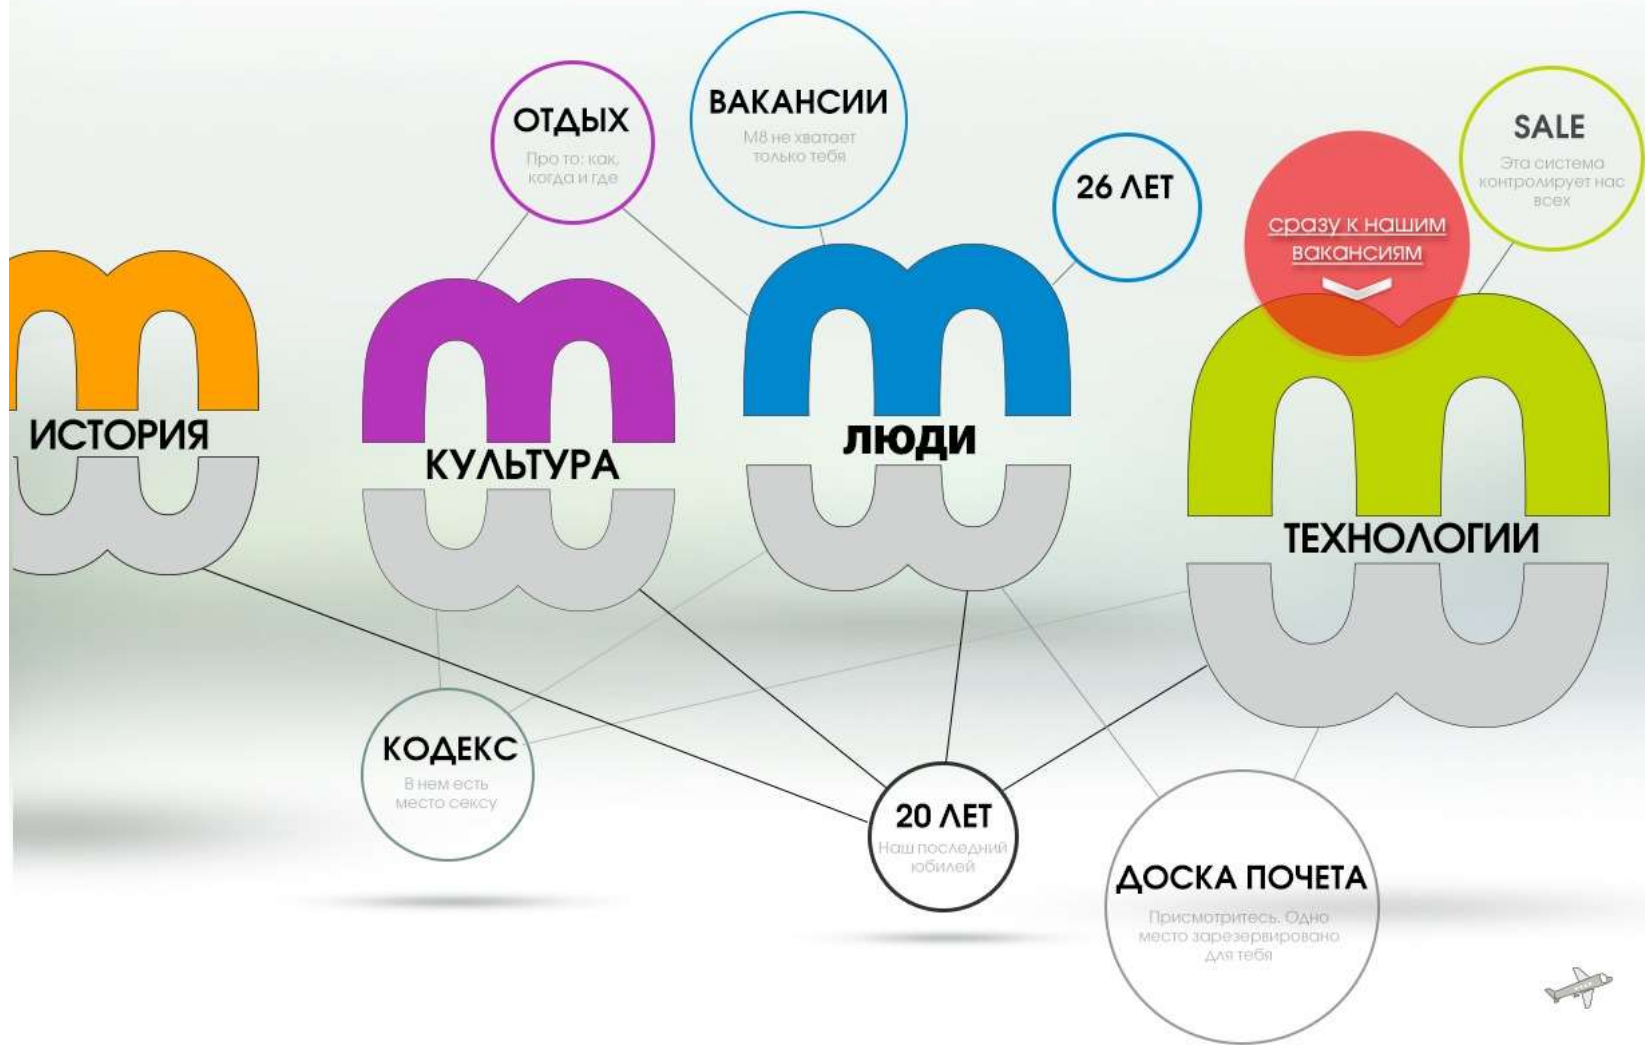 ОТДЫХ
Про то: как,
когда и где
ВАКАНСИИ
М8 не хватает
только тебя
26 ЛЕТ
SALE
Эта система
контролирует нас
всех
сразу к нашим
вакансиям
ИСТОРИЯ
КУЛЬТУРА
ЛЮДИ
ТЕХНОЛОГИИ
КОДЕКС
В нем есть
место сексу
20 ЛЕТ
Наш последний
юбилей
ДОСКА ПОЧЕТА
Присмотритесь. Одно
место зарезервировано
для тебя